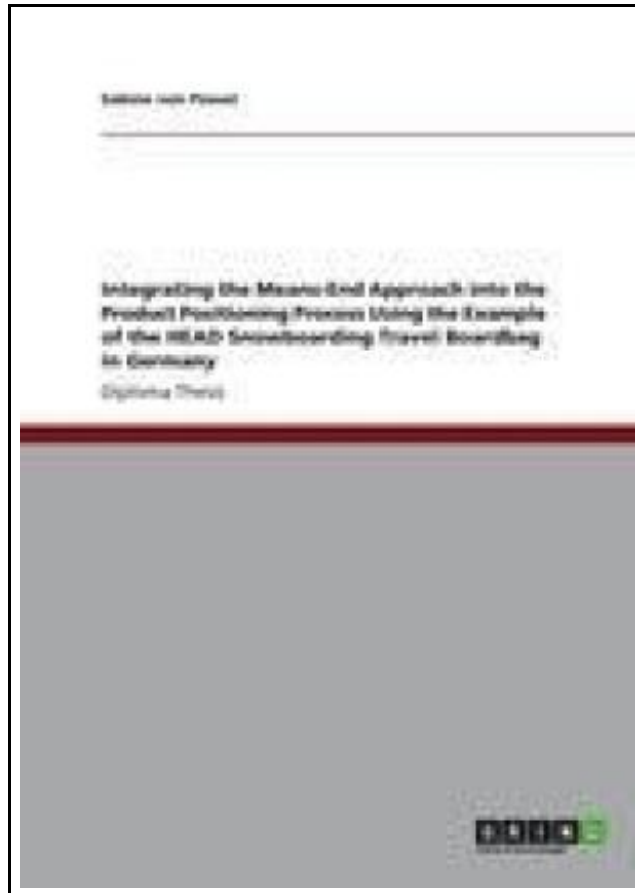 Integrating the Means-End Approach into the
Product Positioning Process Using the Example
of the HEAD Snowboarding Travel Boardbag
in Germany
Diploma Thesis
GRIN